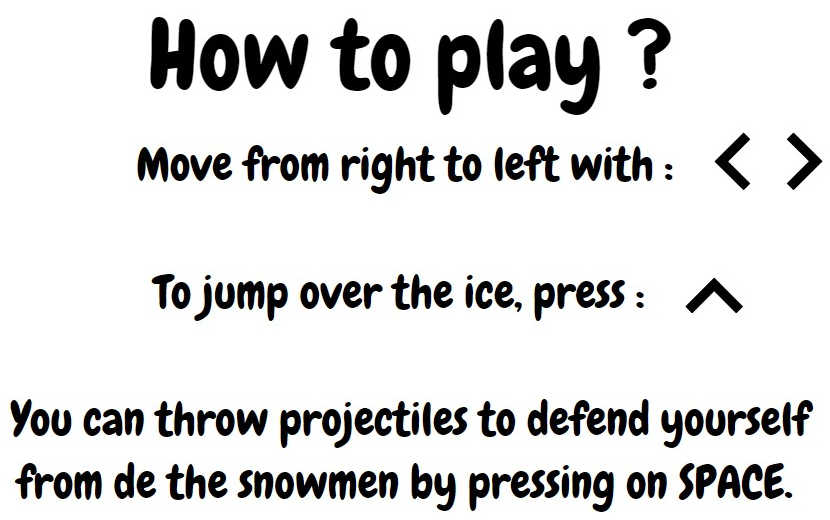 How to play ?
Move from right to left with : < >
To jump over the ice, press : ^
You can throw projectiles to defend yourself
from de the snowmen by pressing on SPACE.